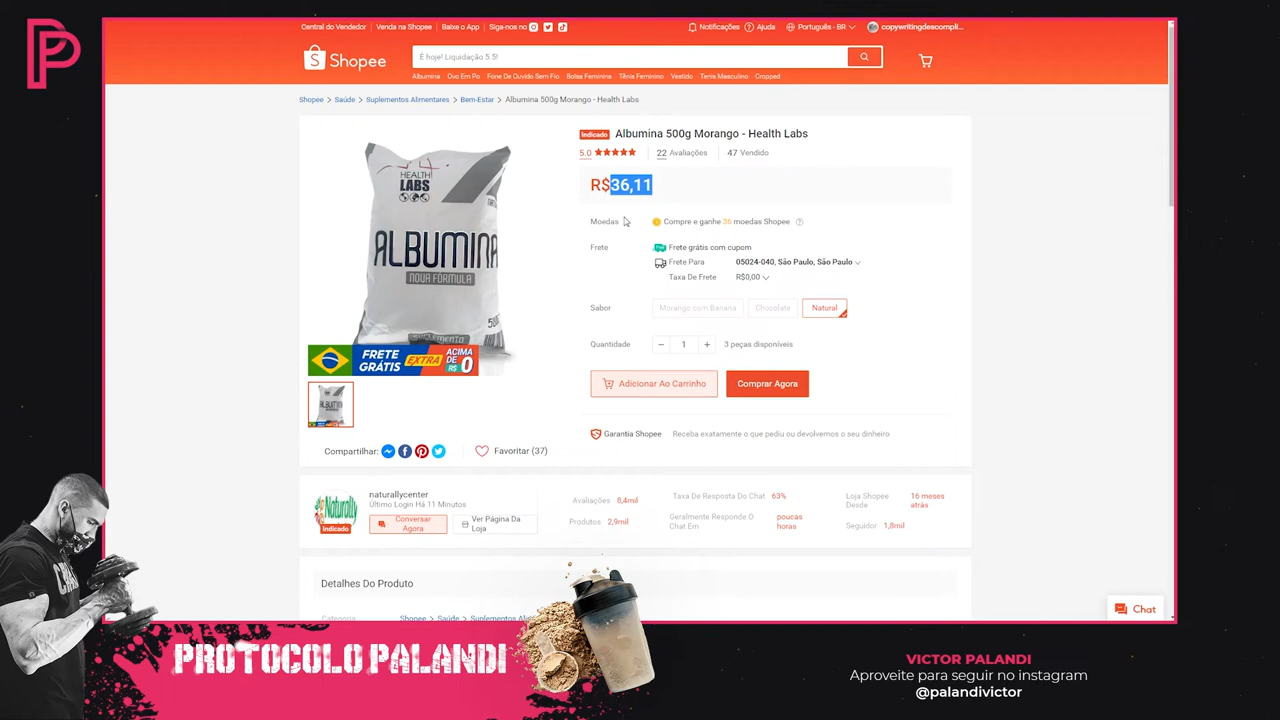 Central do Vendedor
Venda na Shopee
Baixe o App
Siga-nos
Notificações
Ajuda
Português - BR
copywritingdescompli...
Shopee
É hoje! Liquidação 5.5!
Albumina
Ovo Em Po
Fone De Ouvido Sem Fio
Bolsa Feminina
Tênis Feminino
Vestido
Tenis Masculino
Cropped
Shopee > Saúde > Suplementos Alimentares > Bem-Estar > Albumina 500g Morango - Health Labs
HEALTH
LABS
ALBUMINA
NOVA FÓRMULA
SUPLEMENTO
FRETE
GRÁTIS
EXTRA
ACIMA
DE
R$ 0
Compartilhar:
Favoritar (37)
Indicado Albumina 500g Morango - Health Labs
5.0
22 Avaliações
47 Vendido
R$36,11
Moedas
Compre e ganhe 36 moedas Shopee
Frete
Frete grátis com cupom
Frete Para
05024-040, São Paulo, São Paulo
Taxa De Frete
R$0,00
Sabor
Morango com Banana
Chocolate
Natural
Quantidade
1
3 peças disponíveis
Adicionar Ao Carrinho
Comprar Agora
Garantia Shopee
Receba exatamente o que pediu ou devolvemos o seu dinheiro
Naturally
Indicado
naturallycenter
Último Login Há 11 Minutos
Conversar
Agora
Ver Página Da
Loja
Avaliações 8,4mil
Produtos 2,9mil
Taxa De Resposta Do Chat 63%
Geralmente Responde O
Chat Em
poucas
horas
Loja Shopee
Desde
16 meses
atrás
Seguidor 1,8mil
Detalhes Do Produto
Categoria
Shopee > Saúde > Suplementos
Chat
PROTOCOLO PALANDI
VICTOR PALANDI
Aproveite para seguir no instagram
@palandivictor